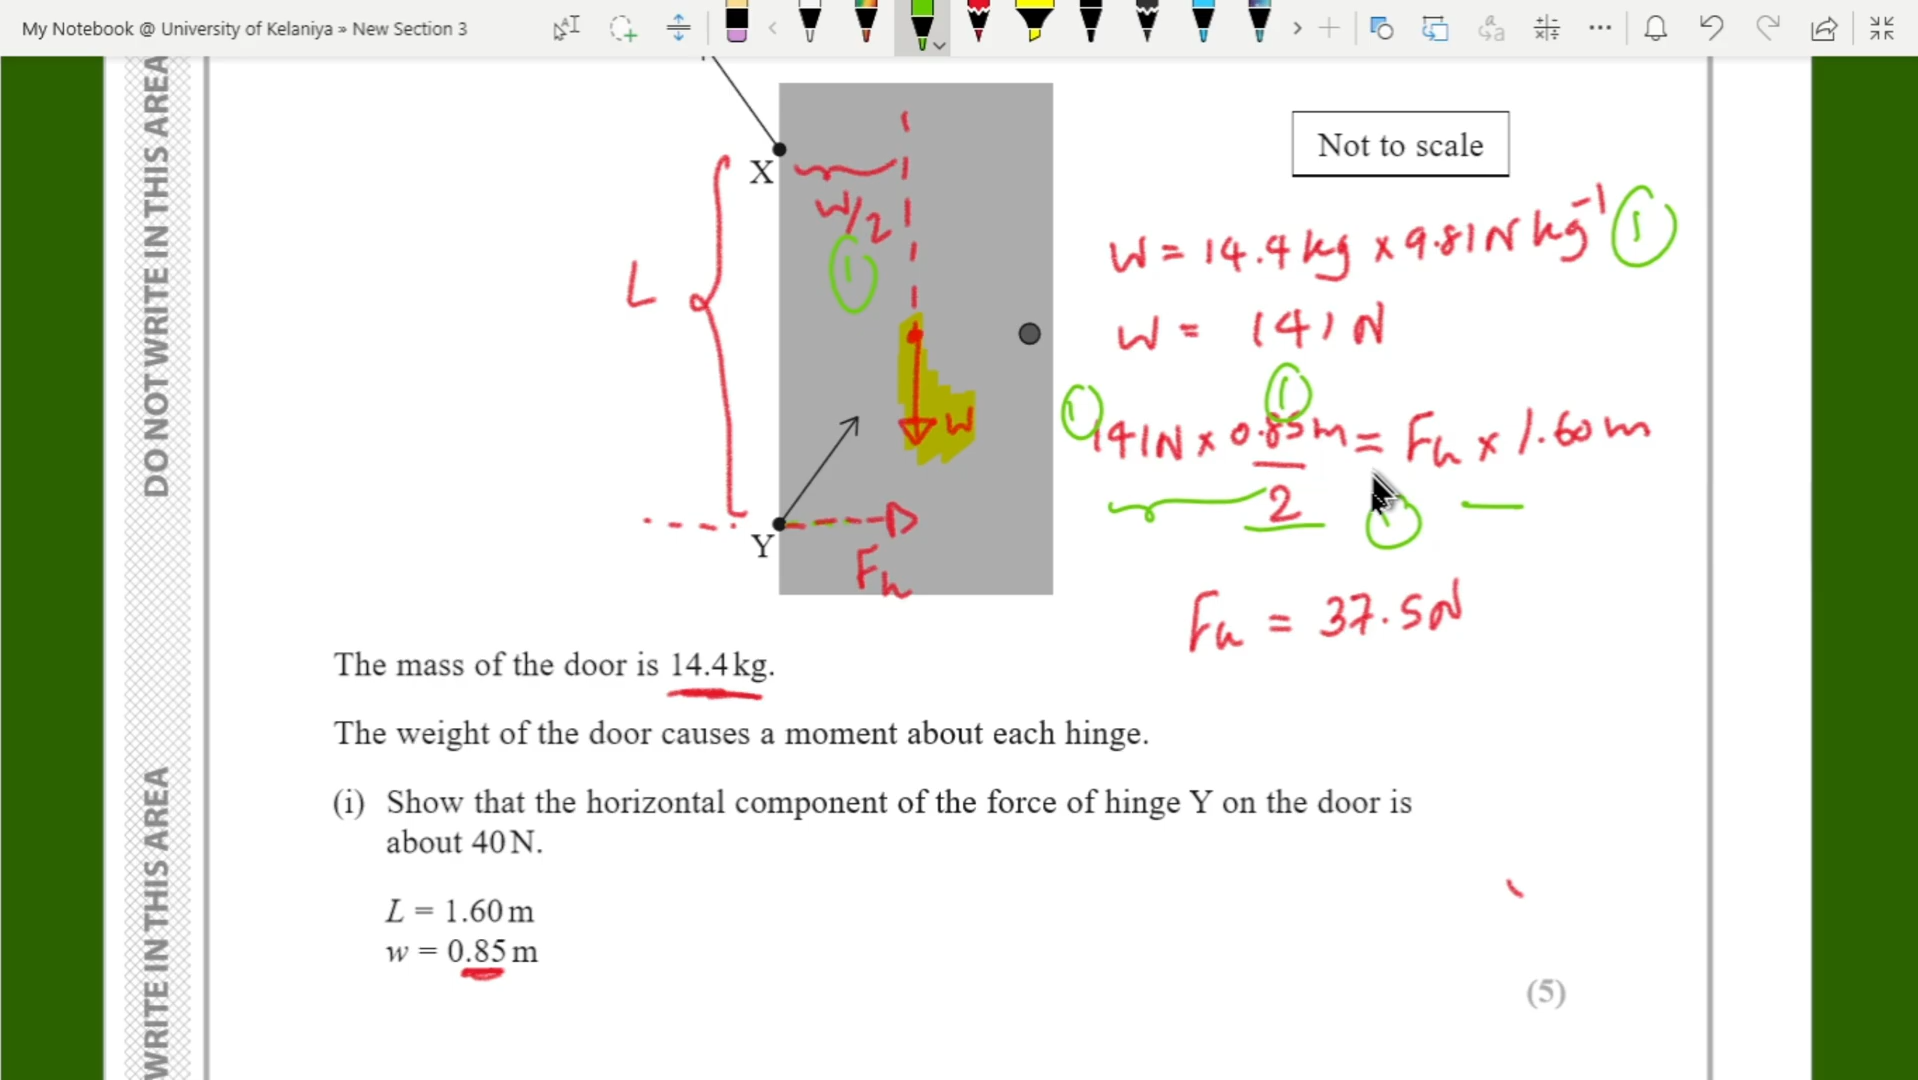 My Notebook @ University of Kelaniya » New Section 3
DO NOT WRITE IN THIS AREA
WRITE IN THIS AREA
Not to scale
X
W/2
1
L
W
Y
Fh
W = 14.4 kg × 9.81 N kg⁻¹ 1
W = 141 N
1 1
141N × 0.85m = Fh × 1.60 m
2 1
Fh = 37.5N
The mass of the door is 14.4 kg.
The weight of the door causes a moment about each hinge.
(i) Show that the horizontal component of the force of hinge Y on the door is
about 40 N.
L = 1.60 m
w = 0.85 m
(5)